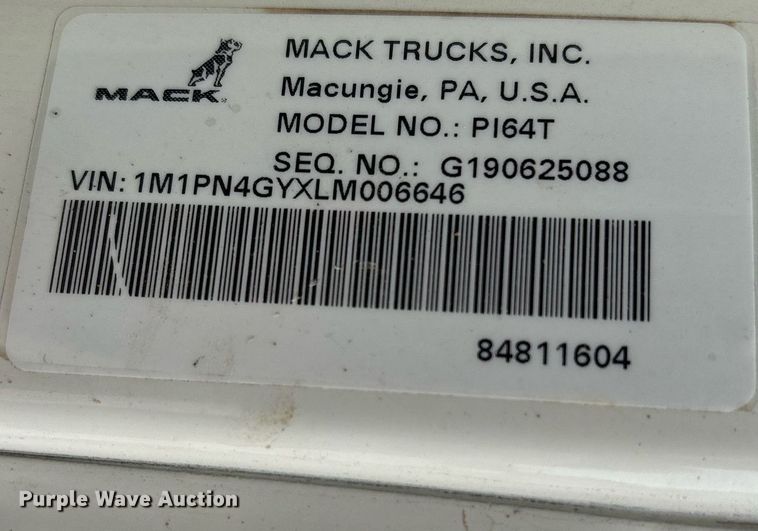 MACK
MACK TRUCKS, INC.
Macungie, PA, U.S.A.
MODEL NO.: PI64T
SEQ. NO.: G190625088
VIN: 1M1PN4GYXLM006646
84811604
Purple Wave Auction